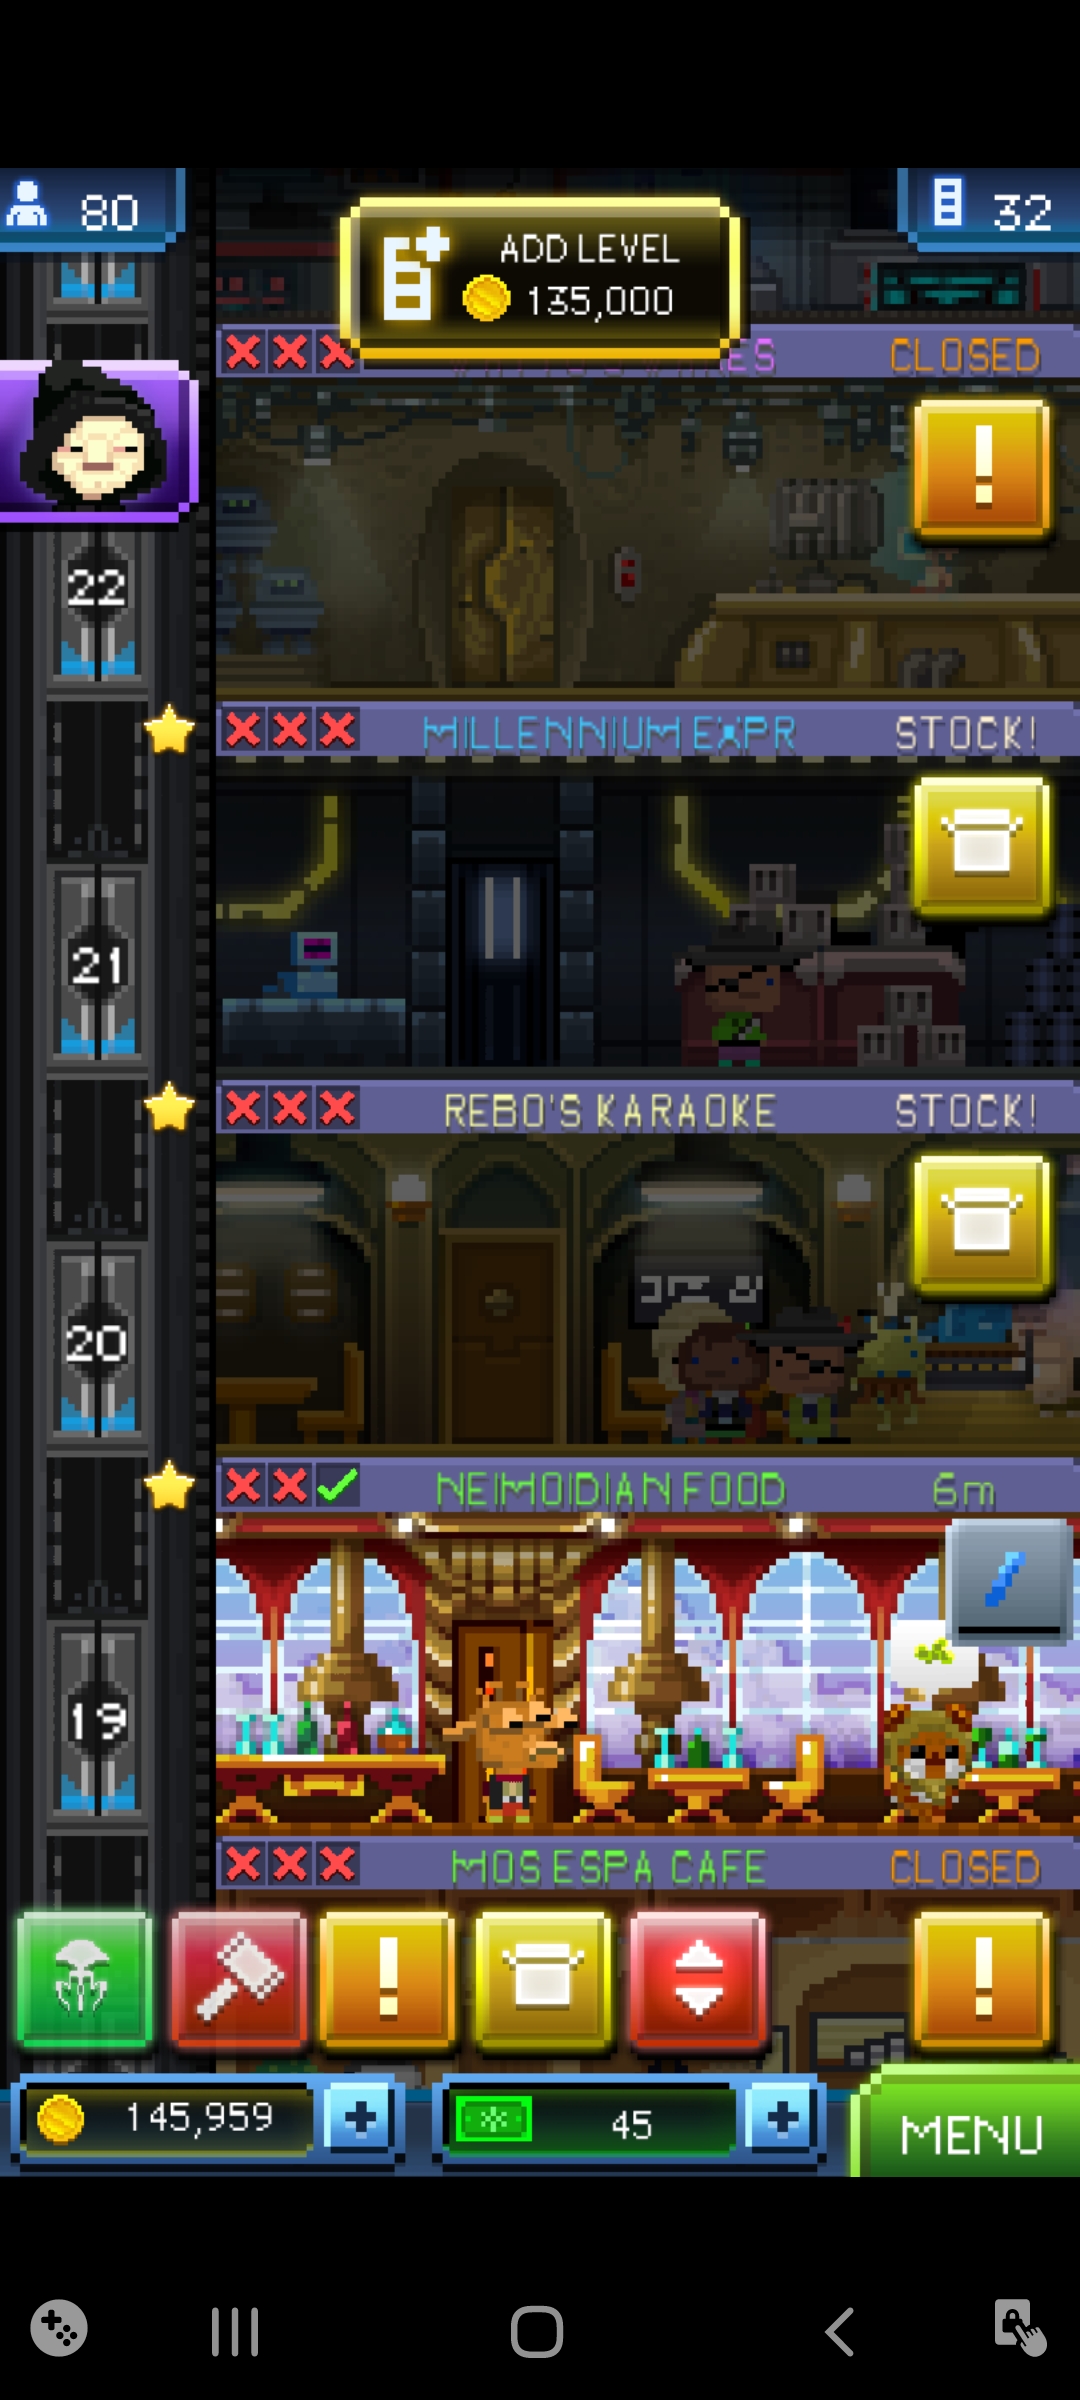 80
ADD LEVEL
135,000
32
CLOSED
22
MILLENNIUM EXPR
STOCK!
21
REBO'S KARAOKE
STOCK!
20
NEIMOIDIAN FOOD
6m
19
MOS ESPA CAFE
CLOSED
145,959
45
MENU